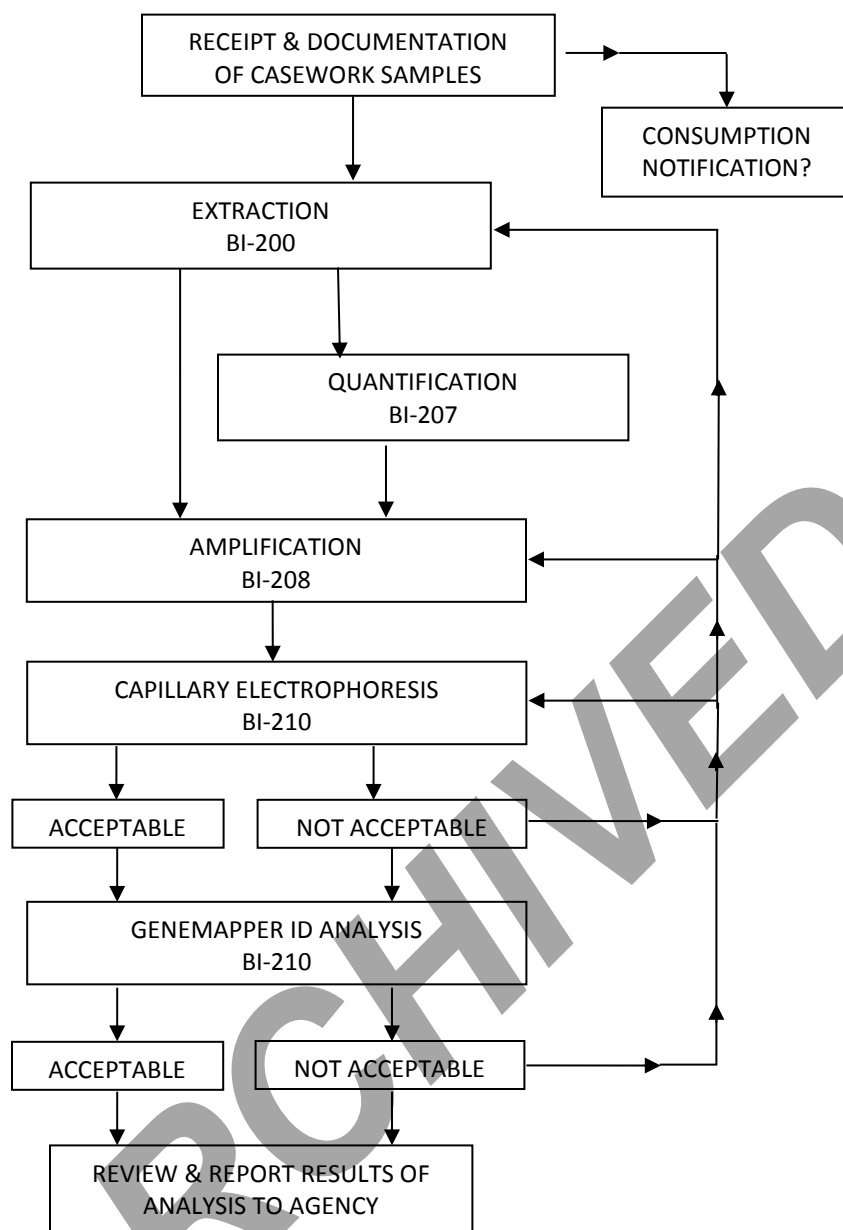 RECEIPT & DOCUMENTATION
OF CASEWORK SAMPLES
CONSUMPTION
NOTIFICATION?
EXTRACTION
BI-200
QUANTIFICATION
BI-207
AMPLIFICATION
BI-208
CAPILLARY ELECTROPHORESIS
BI-210
ACCEPTABLE
NOT ACCEPTABLE
GENEMAPPER ID ANALYSIS
BI-210
ACCEPTABLE
NOT ACCEPTABLE
REVIEW & REPORT RESULTS OF
ANALYSIS TO AGENCY
RCHIVED